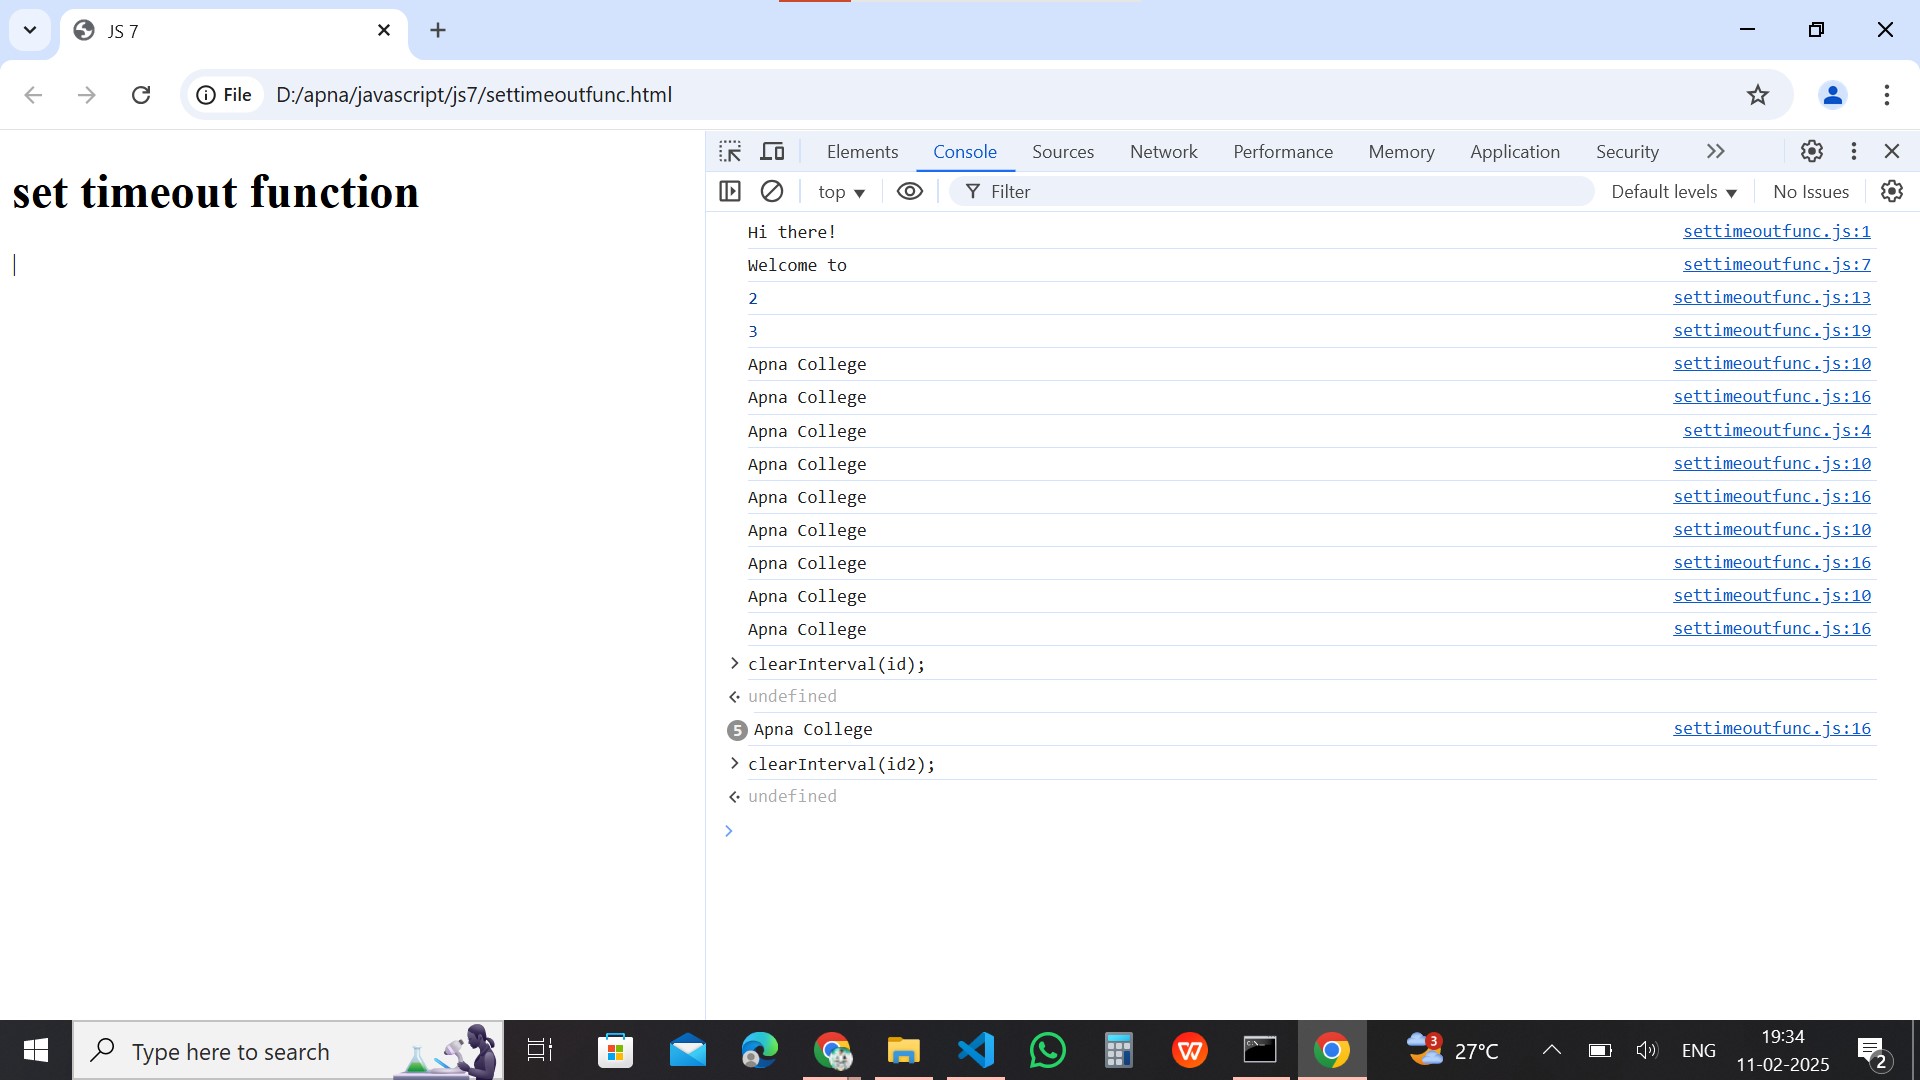 JS 7
File D:/apna/javascript/js7/settimeoutfunc.html
set timeout function
Elements Console Sources Network Performance Memory Application Security
top Filter Default levels No Issues
Hi there! settimeoutfunc.js:1
Welcome to settimeoutfunc.js:7
2 settimeoutfunc.js:13
3 settimeoutfunc.js:19
Apna College settimeoutfunc.js:10
Apna College settimeoutfunc.js:16
Apna College settimeoutfunc.js:4
Apna College settimeoutfunc.js:10
Apna College settimeoutfunc.js:16
Apna College settimeoutfunc.js:10
Apna College settimeoutfunc.js:16
Apna College settimeoutfunc.js:10
Apna College settimeoutfunc.js:16
clearInterval(id);
undefined
5 Apna College settimeoutfunc.js:16
clearInterval(id2);
undefined
Type here to search
3 27°C ENG 19:34
11-02-2025 2